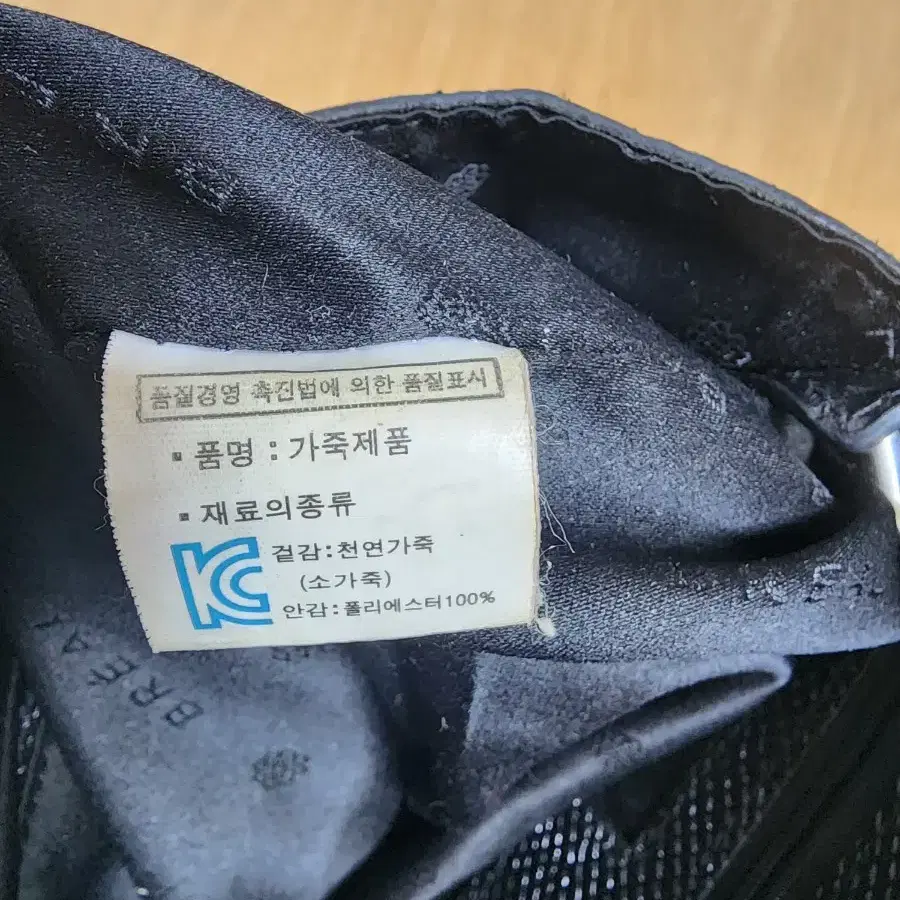 품질경영 촉진법에 의한 품질표시
▪ 품명 : 가죽제품
▪ 재료의종류
KC
겉감:천연가죽
(소가죽)
안감:폴리에스터100%